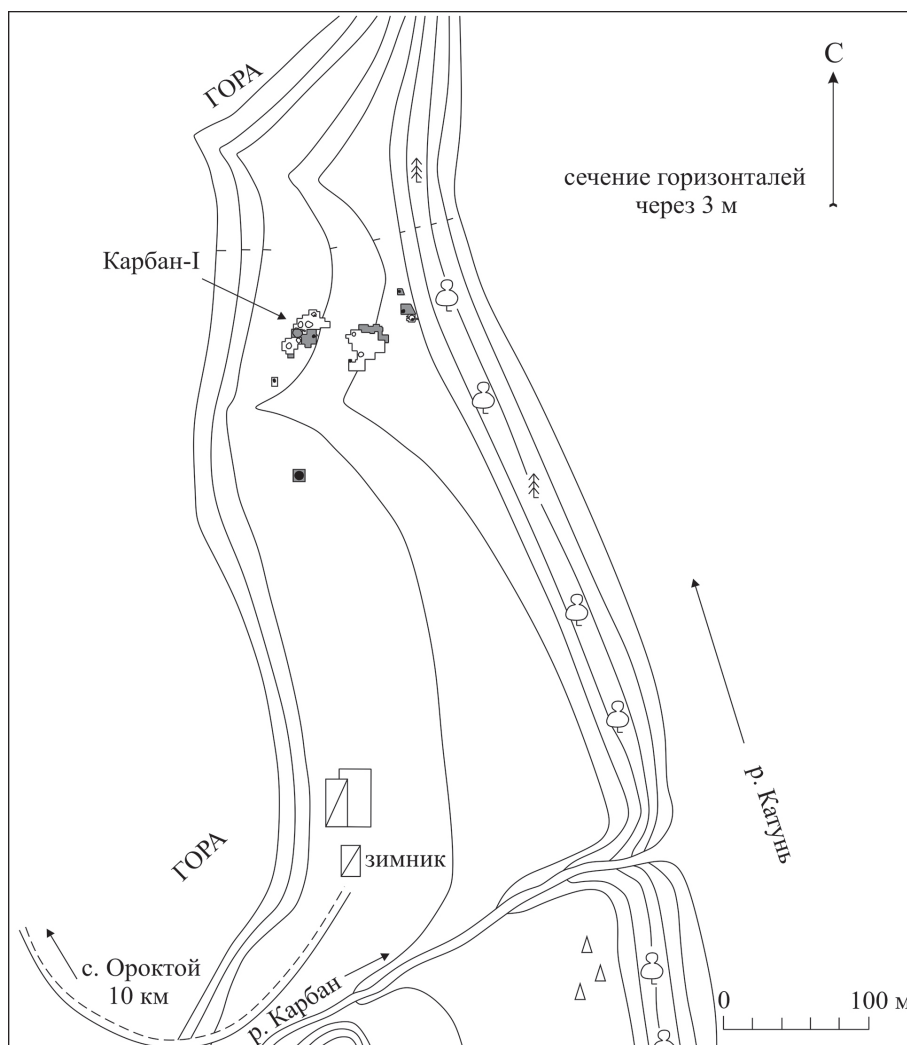 ГОРА
С
сечение горизонталей
через 3 м
Карбан-I
р. Катунь
ГОРА
зимник
с. Ороктой
10 км
р. Карбан
0
100 м